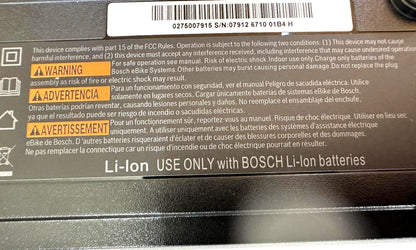 0275007915 S/N:07912 6710 01B4 H
This device complies with part 15 of the FCC Rules. Operation is subject to the following two conditions: (1) This device may not cause
harmful interference, and (2) this device must accept any interference received, including interference that may cause undesired operation
WARNING For safe operation see manual. Risk of electric shock. Indoor use only. Charge only the batteries of the
Bosch eBike Systems. Other batteries may burst causing personal injury and damage. Do not replace the plug
assembly as risk of fire or electric shock may result.
ADVERTENCIA Para un funcionamiento con seguridad, ver el manual Peligro de sacudida eléctrica.
Solamente para utilizar en lugares secos. Cargar únicamente baterías de sistemas eBike de Bosch.
Otras baterías podrían reventar, causando lesiones personales y daños. No reemplace el ensamblaje del enchufe,
ya que el resultado puede ser riesgo de incendio o sacudidas eléctricas.
AVERTISSEMENT Pour un fonctionnement sûr, reportez-vous au manuel. Risque de choc électrique.
uniquement. Utiliser uniquement avec des batteries des systèmes d'assistance électrique
eBike de Bosch. D'autres batteries risqueraient d'éclater et de causer des blessures corporelles et des dommages.
Ne pas remplacer la connectique car un risque d'incendie ou de choc électrique pourrait en résulter.
Li-Ion USE ONLY with BOSCH Li-Ion batteries